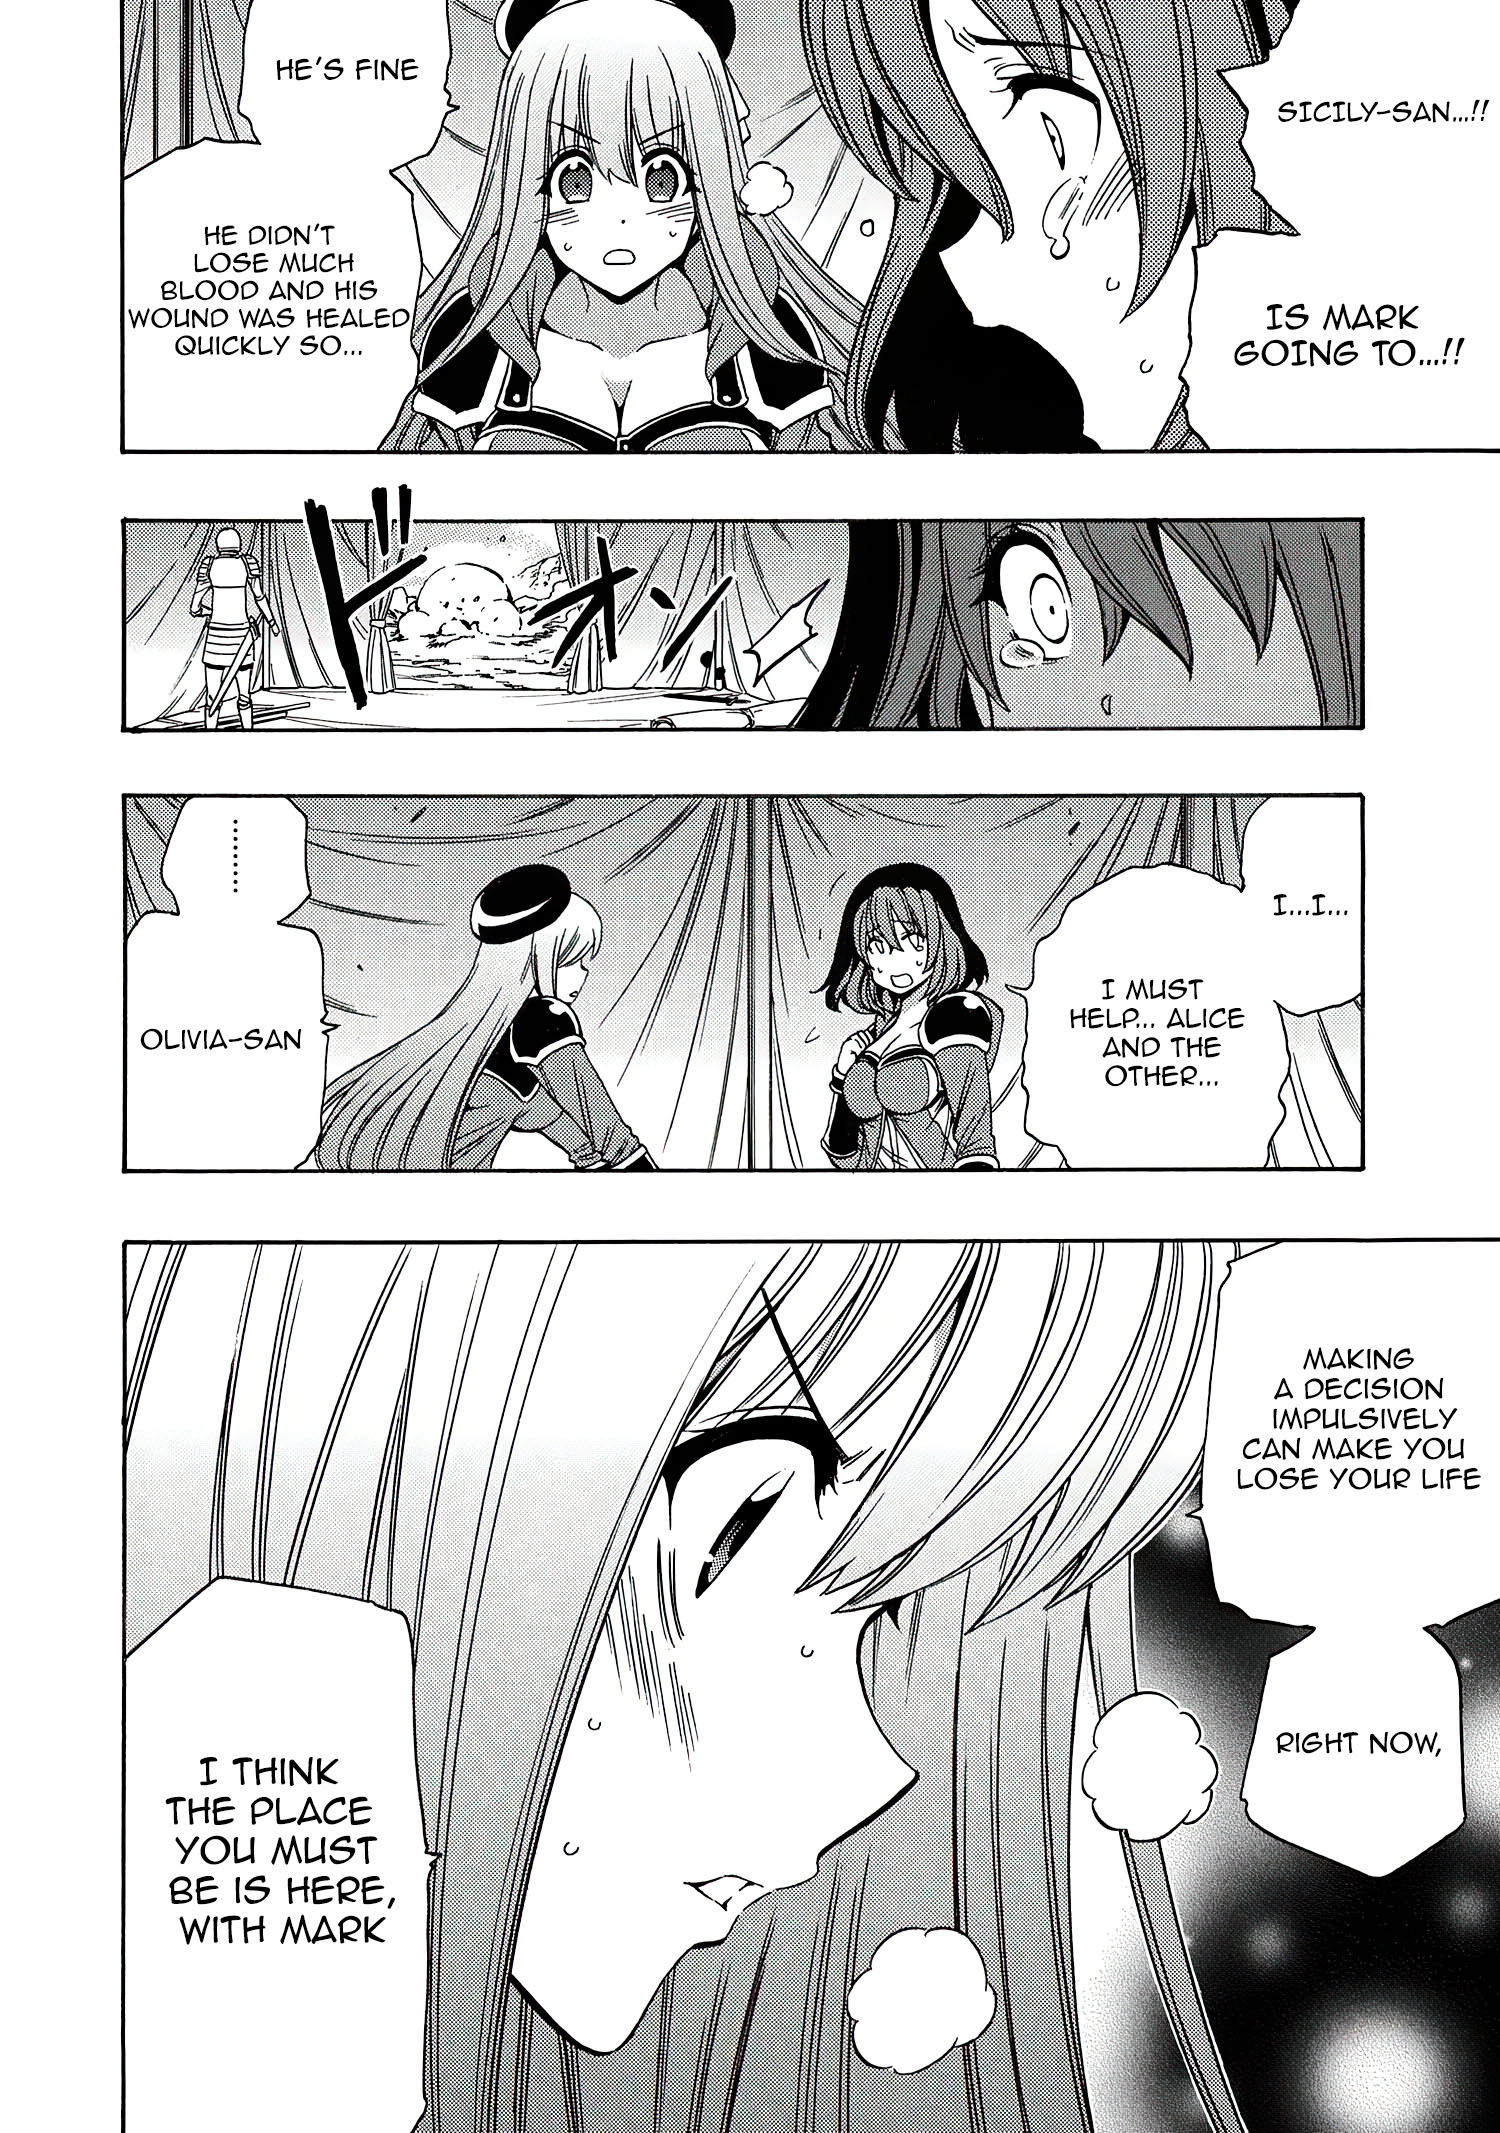 SICILY-SAN...!!
IS MARK
GOING TO...!!
HE'S FINE
HE DIDN'T
LOSE MUCH
BLOOD AND HIS
WOUND WAS HEALED
QUICKLY SO...
ドオン
I...I...
I MUST
HELP... ALICE
AND THE
OTHER...
.........
OLIVIA-SAN
MAKING
A DECISION
IMPULSIVELY
CAN MAKE YOU
LOSE YOUR LIFE
RIGHT NOW,
I THINK
THE PLACE
YOU MUST
BE IS HERE,
WITH MARK